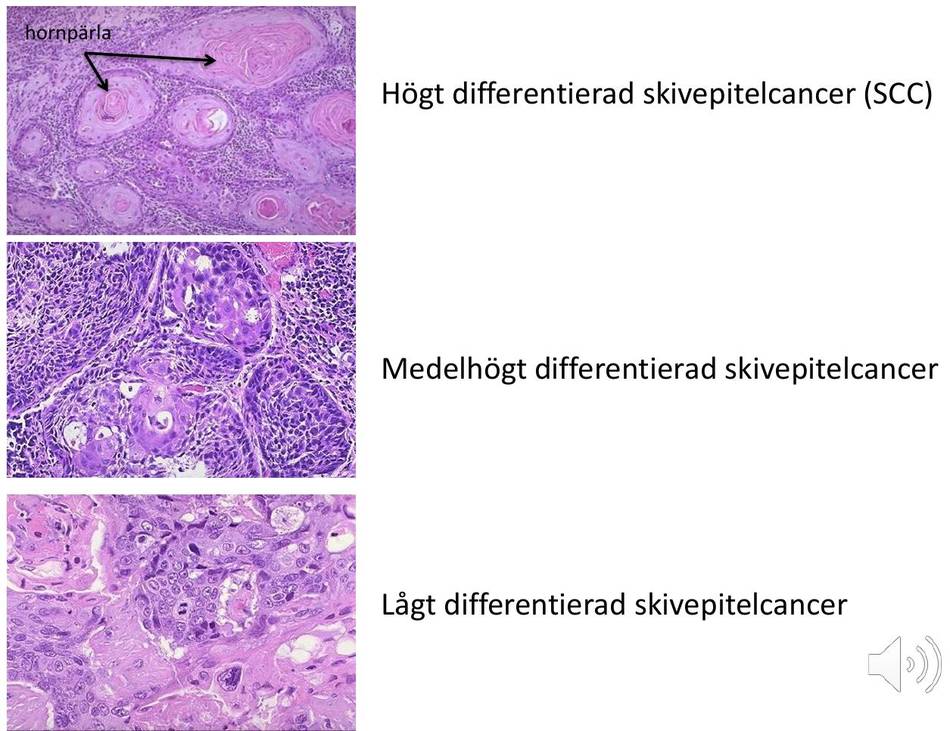 hornpärla
Högt differentierad skivepitelcancer (SCC)
Medelhögt differentierad skivepitelcancer
Lågt differentierad skivepitelcancer